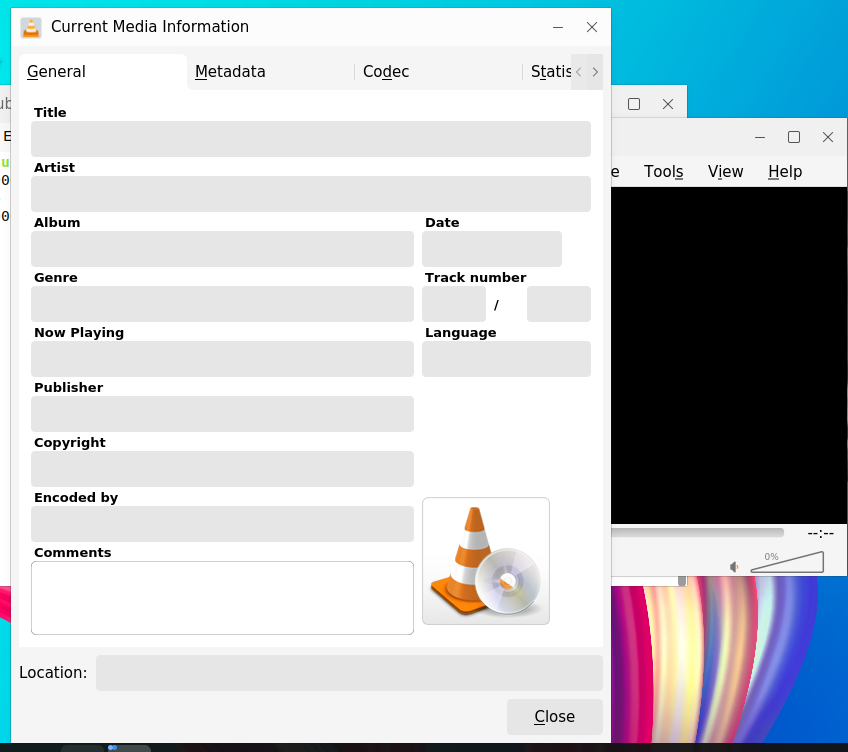 Current Media Information
General Metadata Codec Statis
Title
Artist
Album Date
Genre Track number
/
Now Playing Language
Publisher
Copyright
Encoded by
Comments
Location:
Close
Tools View Help
--:--
0%